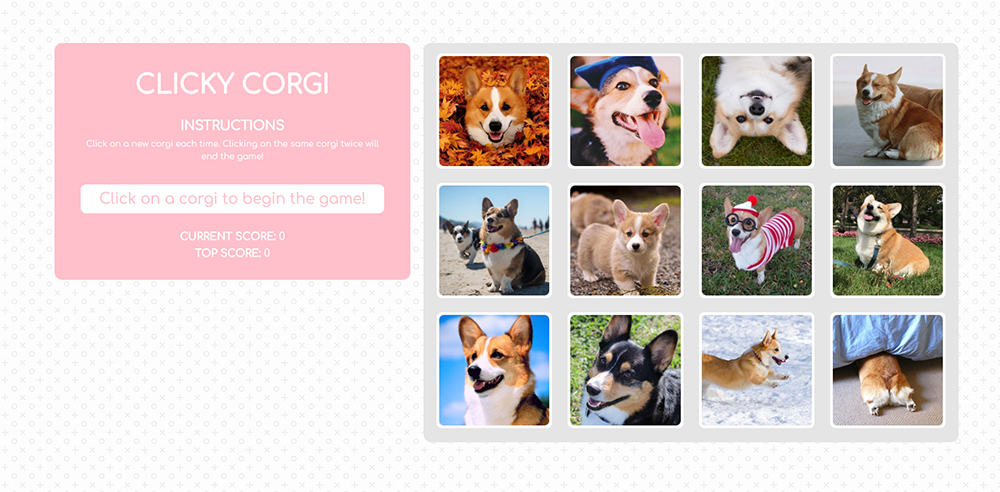 CLICKY CORGI
INSTRUCTIONS
Click on a new corgi each time. Clicking on the same corgi twice will
end the game!
Click on a corgi to begin the game!
CURRENT SCORE: 0
TOP SCORE: 0